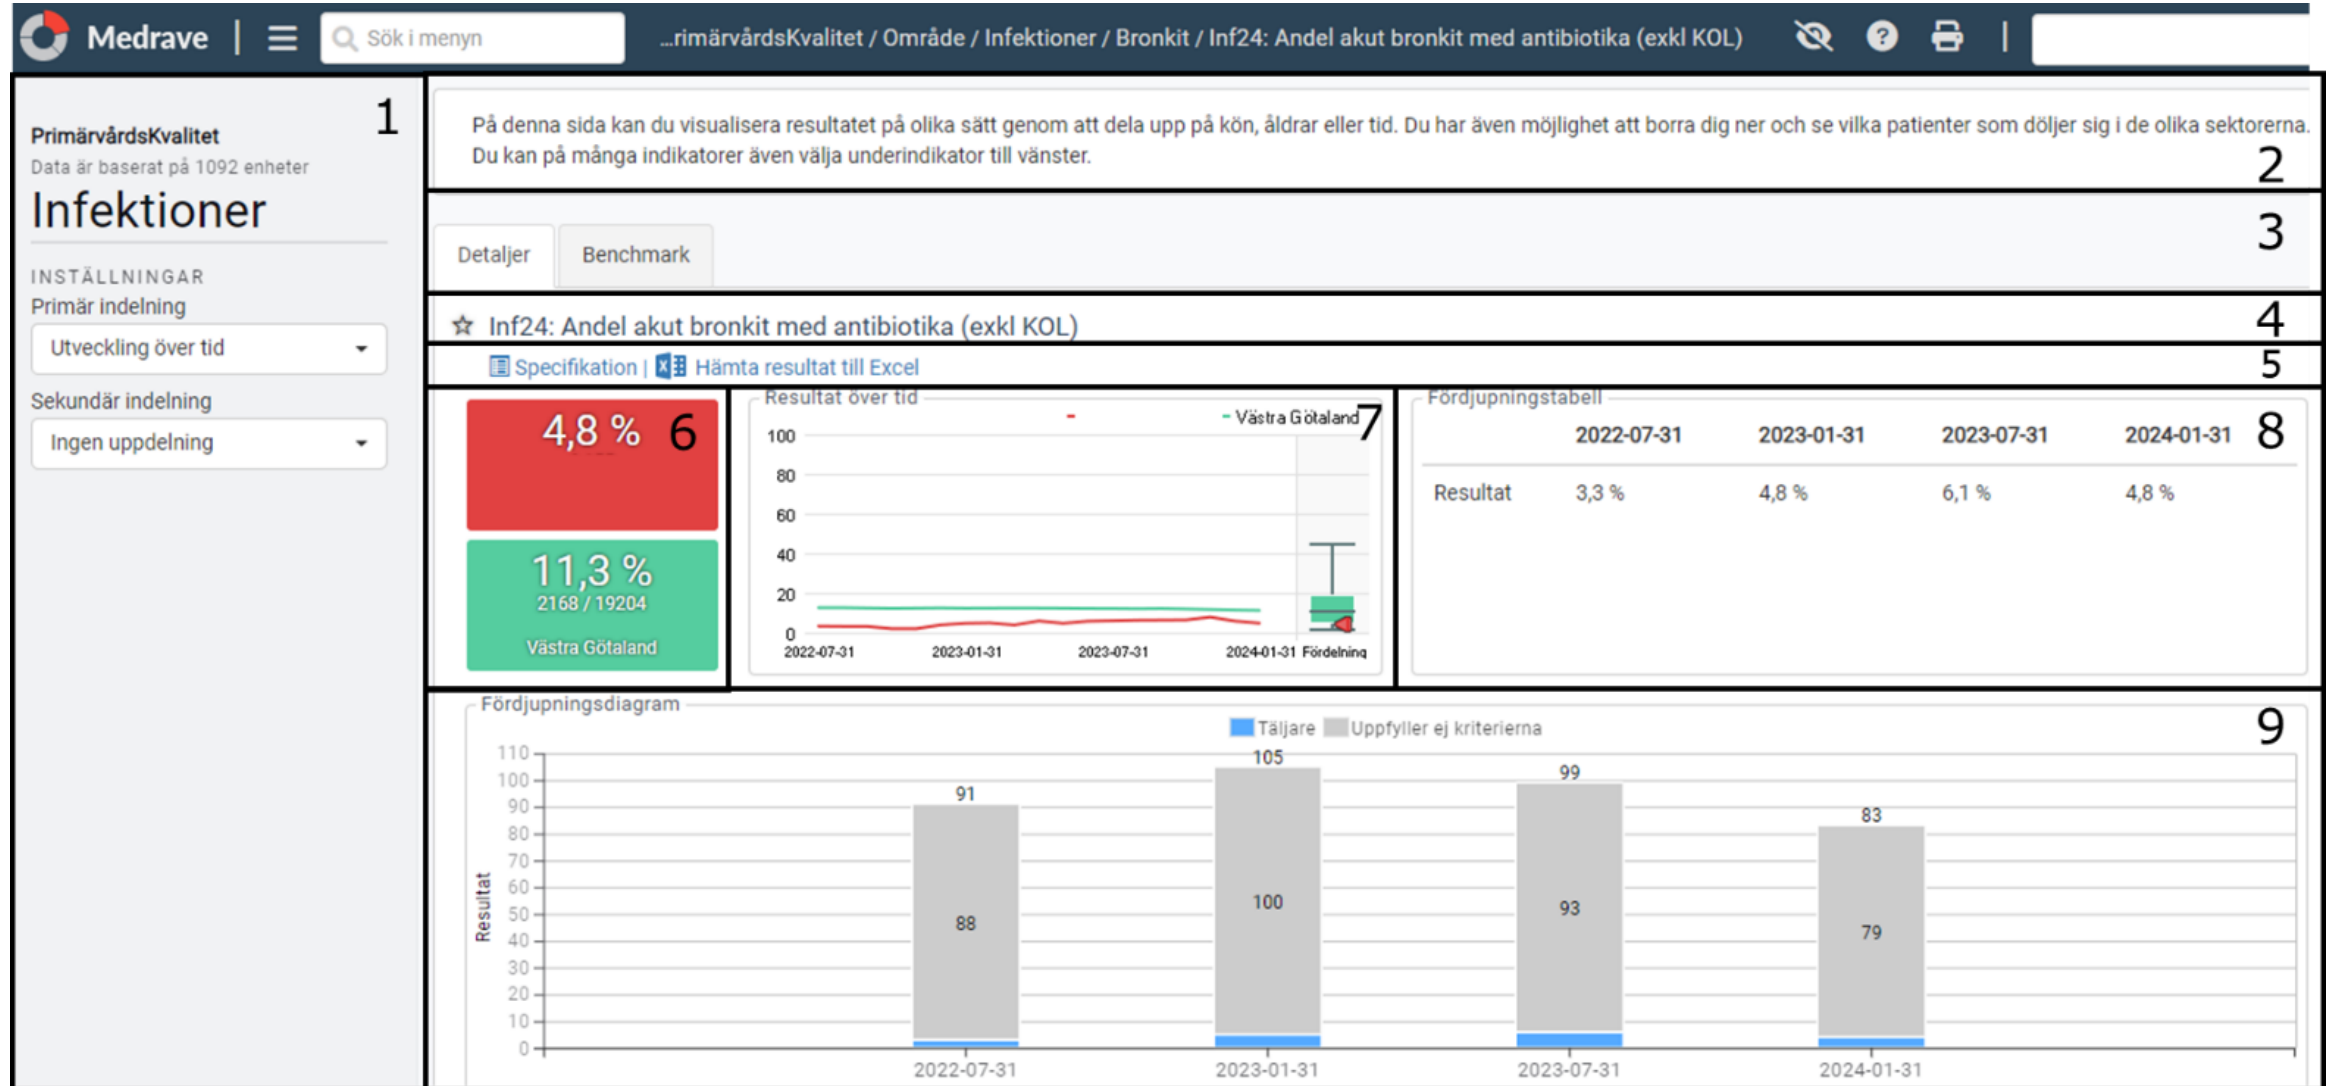 Medrave | Sök i menyn ...rimärvårdsKvalitet / Område / Infektioner / Bronkit / Inf24: Andel akut bronkit med antibiotika (exkl KOL) ? |
1
PrimärvårdsKvalitet
Data är baserat på 1092 enheter
Infektioner
INSTÄLLNINGAR
Primär indelning
Utveckling över tid
Sekundär indelning
Ingen uppdelning
På denna sida kan du visualisera resultatet på olika sätt genom att dela upp på kön, åldrar eller tid. Du har även möjlighet att borra dig ner och se vilka patienter som döljer sig i de olika sektorerna.
Du kan på många indikatorer även välja underindikator till vänster.
2
3
Detaljer Benchmark
Inf24: Andel akut bronkit med antibiotika (exkl KOL) 4
Specifikation | Hämta resultat till Excel 5
4,8 % 6
11,3 %
2168 / 19204
Västra Götaland
Resultat över tid
Västra Götaland 7
100
80
60
40
20
0
2022-07-31 2023-01-31 2023-07-31 2024-01-31 Fördelning
Fördjupningstabell
2022-07-31 2023-01-31 2023-07-31 2024-01-31 8
Resultat 3,3 % 4,8 % 6,1 % 4,8 %
Fördjupningsdiagram
Täljare Uppfyller ej kriterierna 9
Resultat
110
100
90
80
70
60
50
40
30
20
10
0
91 105 99 83
88 100 93 79
2022-07-31 2023-01-31 2023-07-31 2024-01-31